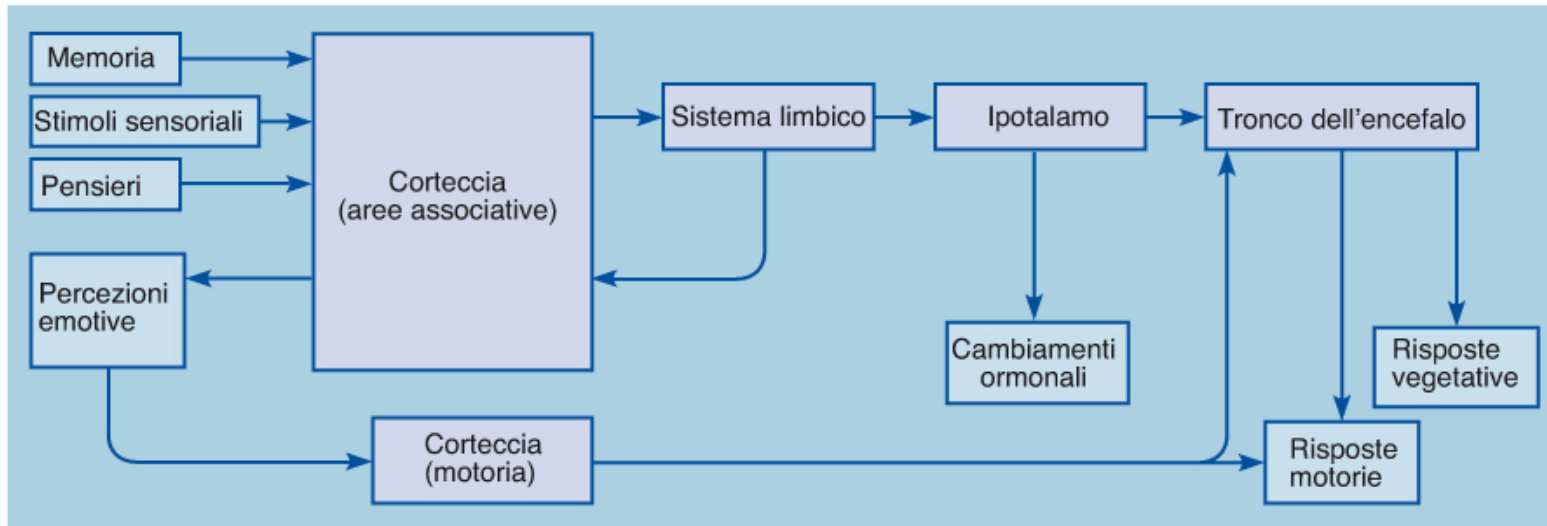 Memoria
Stimoli sensoriali
Pensieri
Percezioni
emotive
Corteccia
(aree associative)
Corteccia
(motoria)
Sistema limbico
Ipotalamo
Cambiamenti
ormonali
Tronco dell'encefalo
Risposte
vegetative
Risposte
motorie